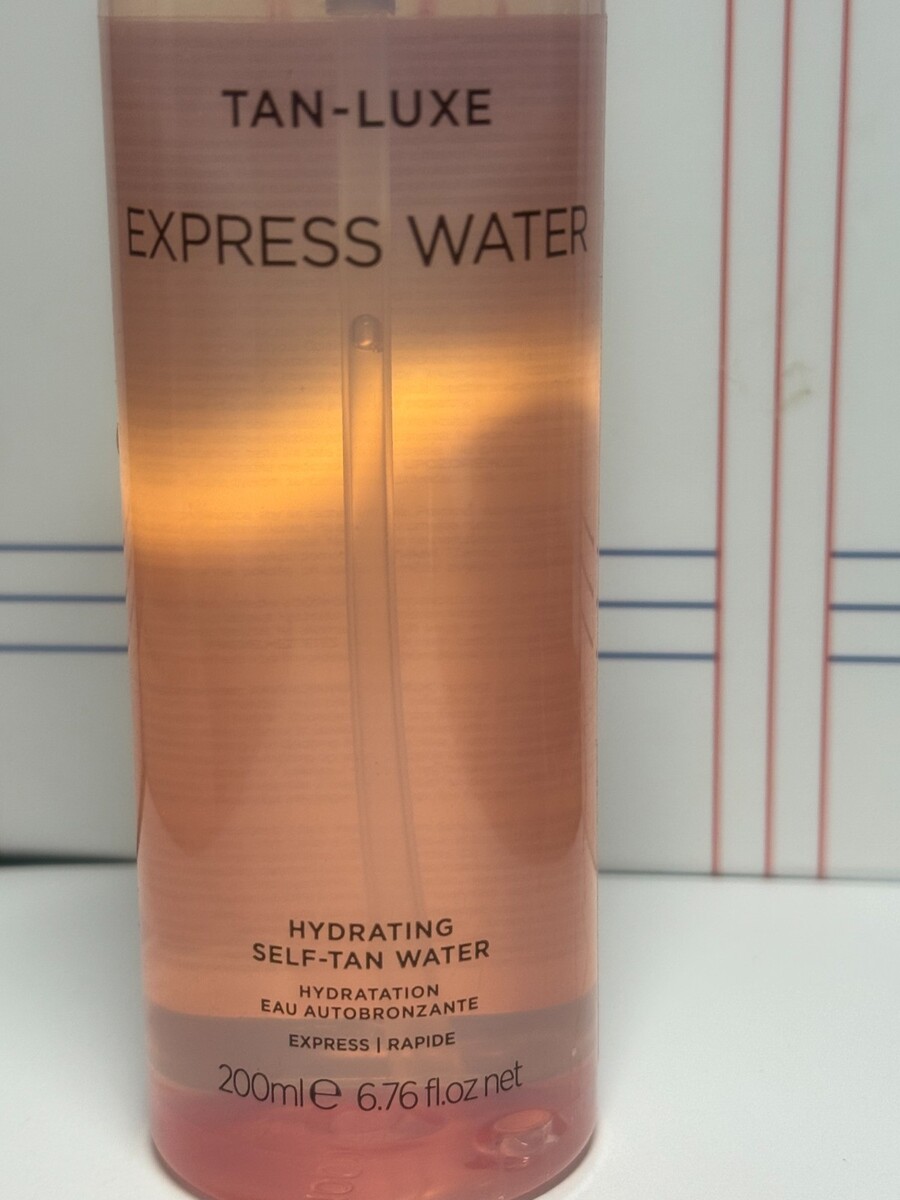 TAN-LUXE
EXPRESS WATER
HYDRATING
SELF-TAN WATER
HYDRATATION
EAU AUTOBRONZANTE
EXPRESS | RAPIDE
200ml℮ 6.76 fl.oz net